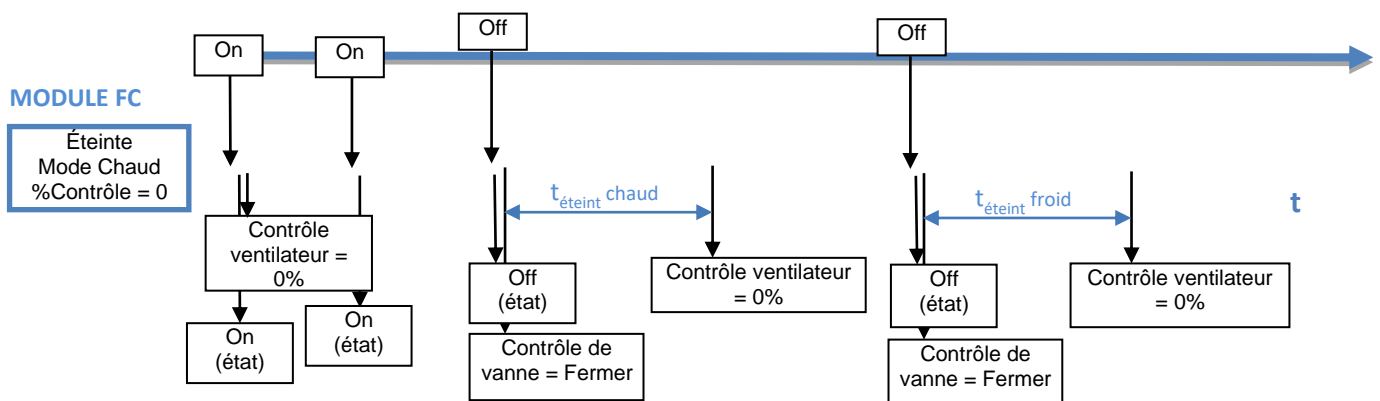 On
On
Off
Off
MODULE FC
Éteinte
Mode Chaud
%Contrôle = 0
t éteint chaud
t éteint froid
t
Contrôle
ventilateur =
0%
On
(état)
On
(état)
Off
(état)
Contrôle de
vanne = Fermer
Contrôle ventilateur
= 0%
Off
(état)
Contrôle de
vanne = Fermer
Contrôle ventilateur
= 0%